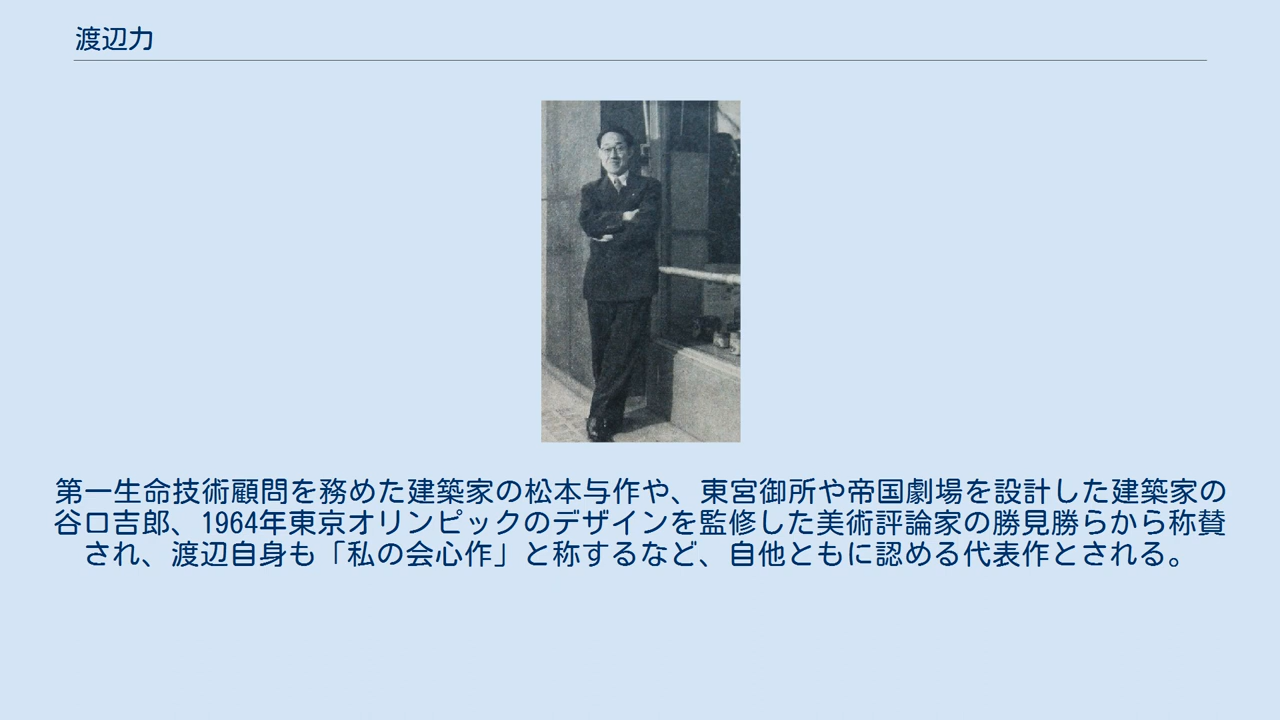 渡辺力
第一生命技術顧問を務めた建築家の松本与作や、東宮御所や帝国劇場を設計した建築家の
谷口吉郎、1964年東京オリンピックのデザインを監修した美術評論家の勝見勝らから称賛
され、渡辺自身も「私の会心作」と称するなど、自他ともに認める代表作とされる。